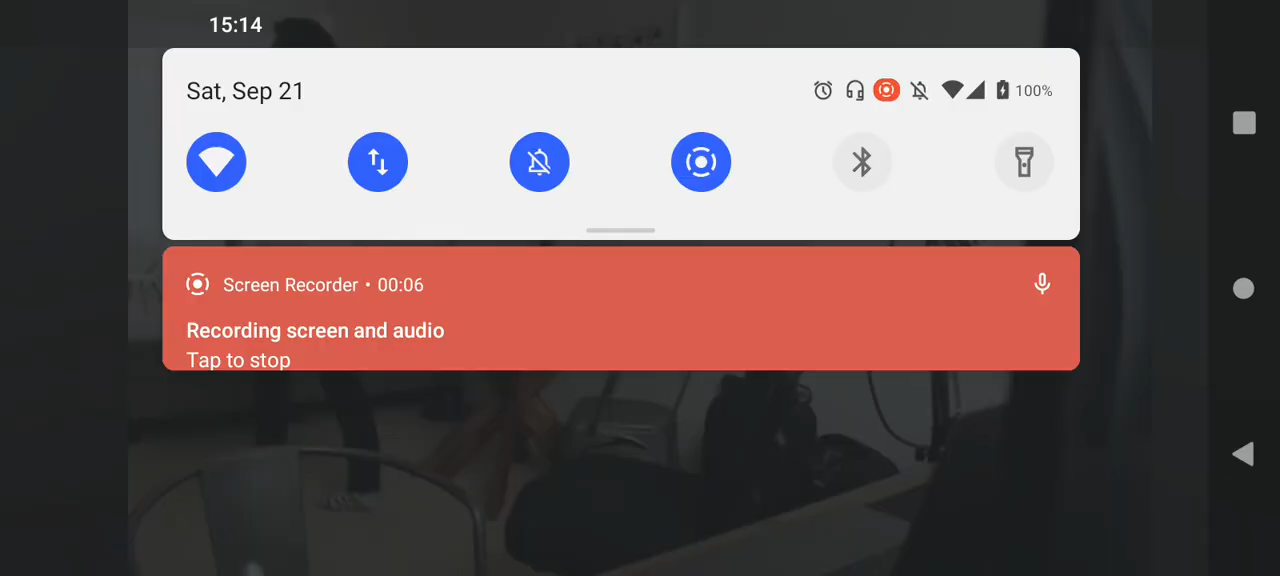 15:14
Sat, Sep 21
100%
Screen Recorder • 00:06
Recording screen and audio
Tap to stop